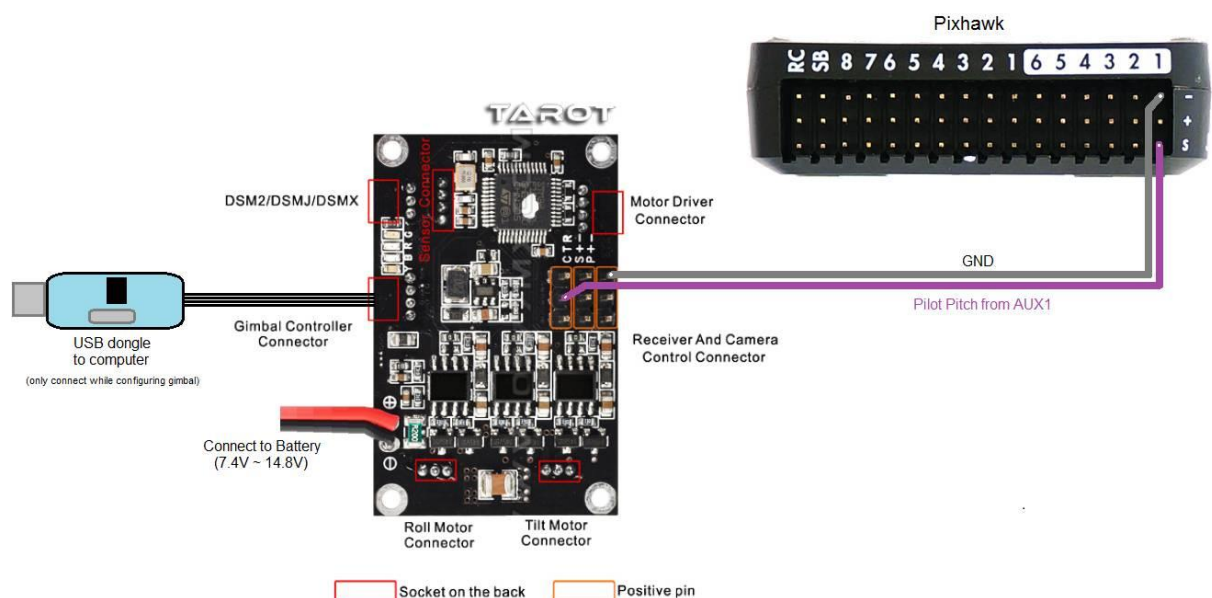 Pixhawk
RC SB 8 7 6 5 4 3 2 1 6 5 4 3 2 1
-
+
S
TAROT
DSM2/DSMJ/DSMX
Sensor Connector
Motor Driver
Connector
Y B R G
CTR
S + -
P + -
GND
Pilot Pitch from AUX1
USB dongle
to computer
(only connect while configuring gimbal)
Gimbal Controller
Connector
Receiver And Camera
Control Connector
Connect to Battery
(7.4V ~ 14.8V)
R200
Roll Motor
Connector
Tilt Motor
Connector
Socket on the back
Positive pin